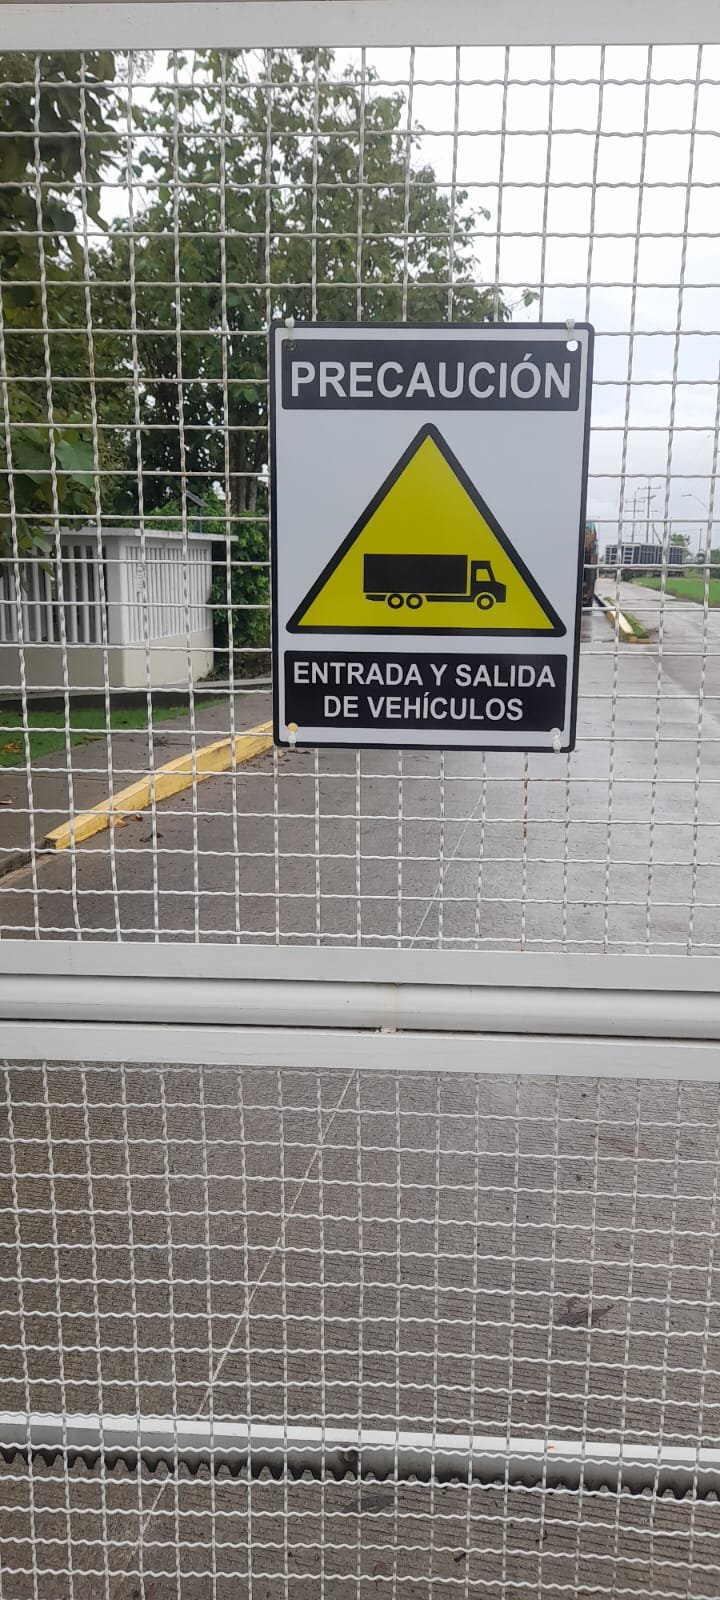 PRECAUCIÓN
ENTRADA Y SALIDA
DE VEHÍCULOS